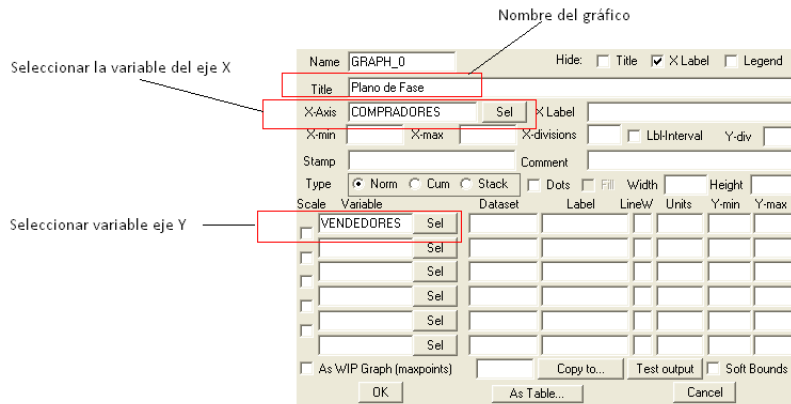 Nombre del gráfico
Seleccionar la variable del eje X
Name GRAPH_0 Hide: Title X Label Legend
Title Plano de Fase
X-Axis COMPRADORES Sel X Label
X-min X-max X-divisions Lbl-Interval Y-div
Stamp Comment
Type Norm Cum Stack Dots Fill Width Height
Scale Variable Dataset Label LineW Units Y-min Y-max
Seleccionar variable eje Y
VENDEDORES Sel
Sel
Sel
Sel
Sel
Sel
As WIP Graph (maxpoints) Copy to... Test output Soft Bounds
OK As Table... Cancel